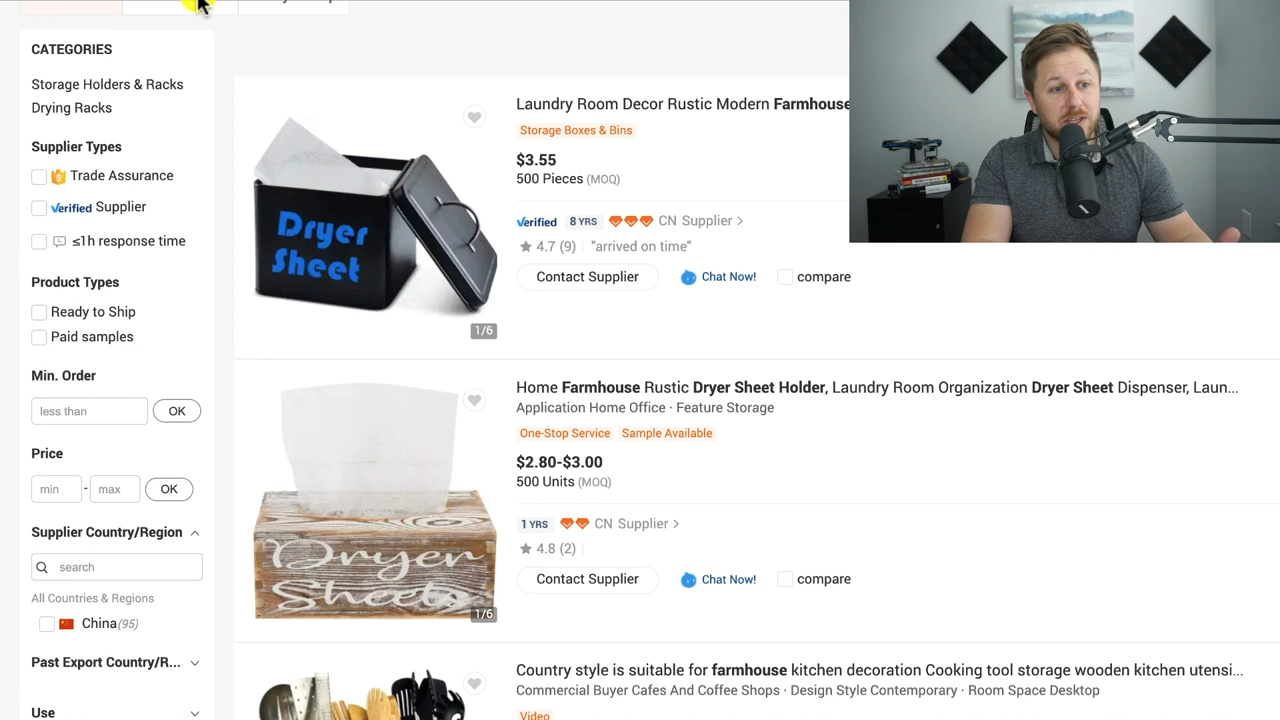 CATEGORIES
Storage Holders & Racks
Drying Racks
Supplier Types
Trade Assurance
Verified Supplier
≤1h response time
Product Types
Ready to Ship
Paid samples
Min. Order
less than
OK
Price
min
-
max
OK
Supplier Country/Region
search
All Countries & Regions
China(95)
Past Export Country/R...
Use
Dryer
Sheet
1/6
Laundry Room Decor Rustic Modern Farmhouse
Storage Boxes & Bins
$3.55
500 Pieces (MOQ)
Verified 8 YRS CN Supplier >
4.7 (9) "arrived on time"
Contact Supplier Chat Now! compare
Dryer
Sheets
1/6
Home Farmhouse Rustic Dryer Sheet Holder, Laundry Room Organization Dryer Sheet Dispenser, Laun...
Application Home Office · Feature Storage
One-Stop Service Sample Available
$2.80-$3.00
500 Units (MOQ)
1 YRS CN Supplier >
4.8 (2)
Contact Supplier Chat Now! compare
Country style is suitable for farmhouse kitchen decoration Cooking tool storage wooden kitchen utensi...
Commercial Buyer Cafes And Coffee Shops · Design Style Contemporary · Room Space Desktop
Video